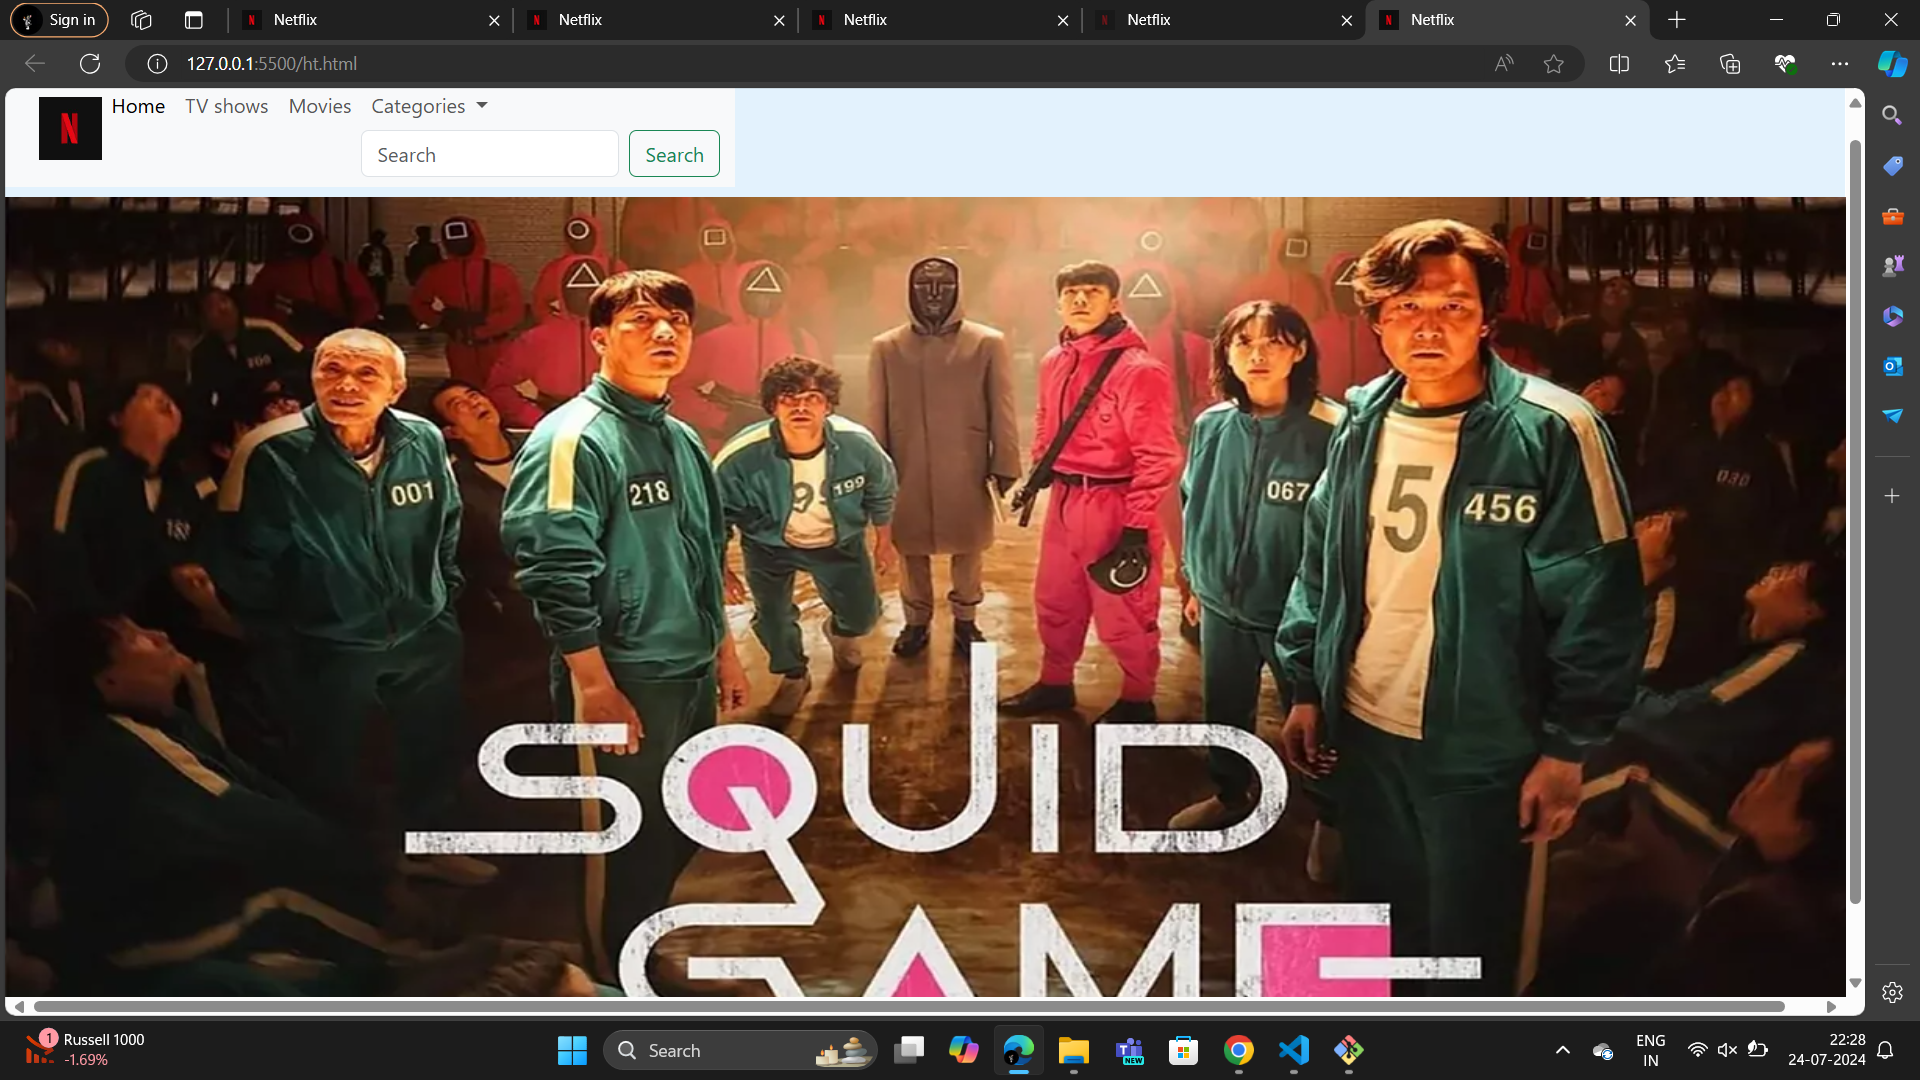 Sign in
Netflix
Netflix
Netflix
Netflix
Netflix
127.0.0.1:5500/ht.html
N
Home
TV shows
Movies
Categories
Search
Search
001
218
199
067
456
030
SQUID
GAME
1
Russell 1000
-1.69%
Search
NEW
ENG
IN
22:28
24-07-2024